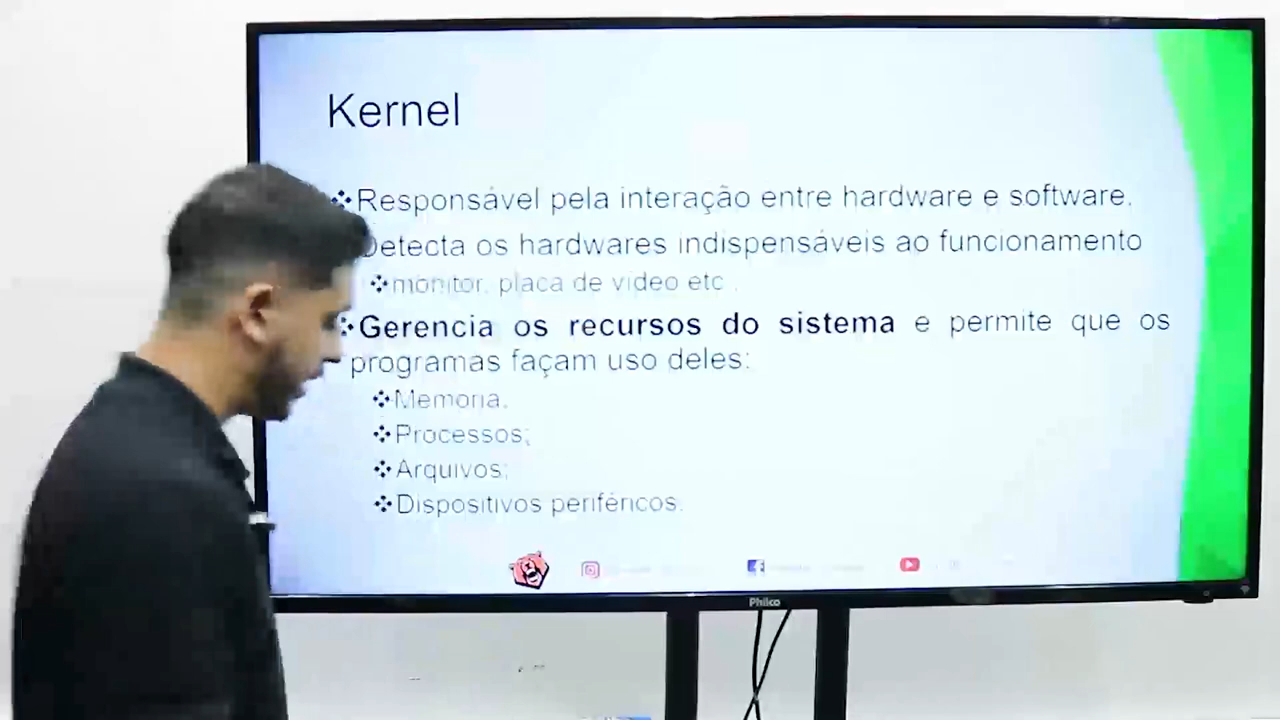 Kernel
❖Responsável pela interação entre hardware e software.
Detecta os hardwares indispensáveis ao funcionamento
❖monitor, placa de vídeo etc .
❖Gerencia os recursos do sistema e permite que os
programas façam uso deles:
❖Memória;
❖Processos;
❖Arquivos;
❖Dispositivos periféricos.
Philco